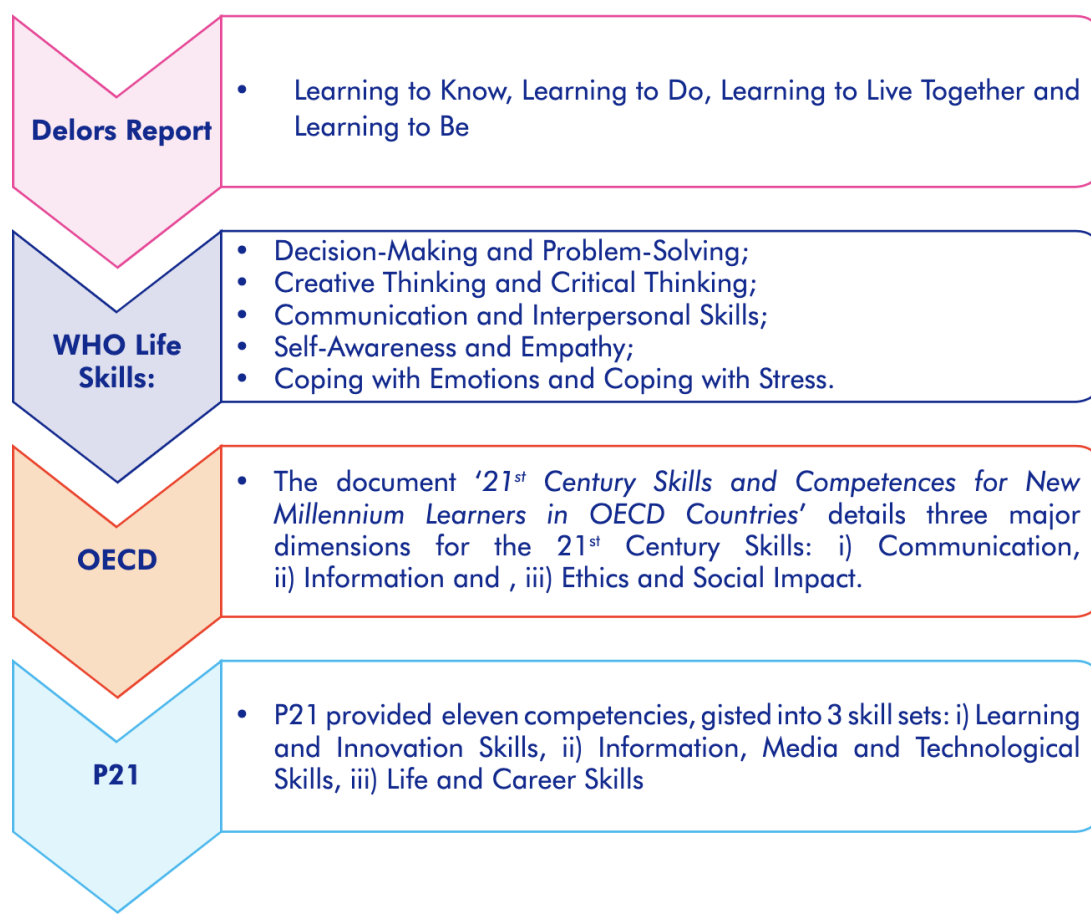 Delors Report
• Learning to Know, Learning to Do, Learning to Live Together and
Learning to Be
WHO Life
Skills:
• Decision-Making and Problem-Solving;
• Creative Thinking and Critical Thinking;
• Communication and Interpersonal Skills;
• Self-Awareness and Empathy;
• Coping with Emotions and Coping with Stress.
OECD
• The document ‘21st Century Skills and Competences for New
Millennium Learners in OECD Countries’ details three major
dimensions for the 21st Century Skills: i) Communication,
ii) Information and , iii) Ethics and Social Impact.
P21
• P21 provided eleven competencies, gisted into 3 skill sets: i) Learning
and Innovation Skills, ii) Information, Media and Technological
Skills, iii) Life and Career Skills